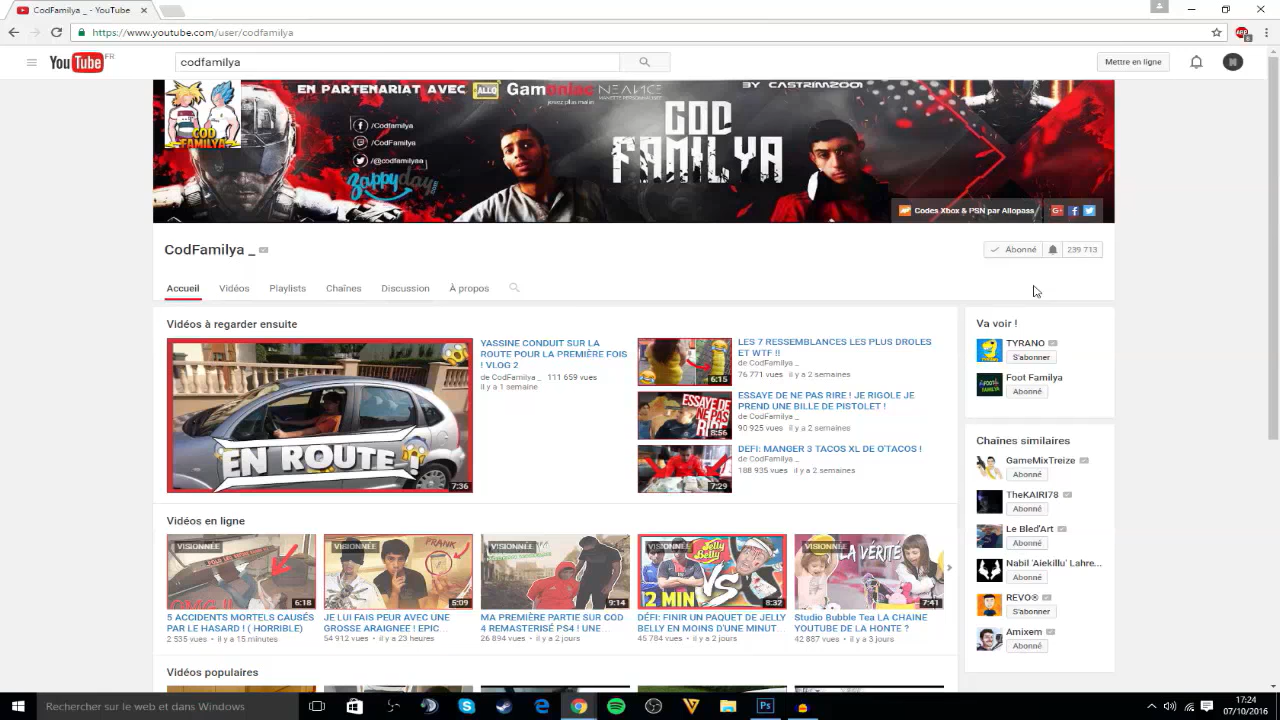 CodFamilya _ - YouTube
https://www.youtube.com/user/codfamilya
YouTube FR
codfamilya
Mettre en ligne
EN PARTENARIAT AVEC
BY CASTRIM2001
COD FAMILYA
/Codfamilya
/CodFamilya
/@codfamilyaa
zappyday
Codes Xbox & PSN par Allopass
CodFamilya _
Abonné 239 713
Accueil Vidéos Playlists Chaînes Discussion À propos
Vidéos à regarder ensuite
EN ROUTE
7:36
YASSINE CONDUIT SUR LA
ROUTE POUR LA PREMIÈRE FOIS
! VLOG 2
de CodFamilya _ 111 659 vues
il y a 1 semaine
6:15
LES 7 RESSEMBLANCES LES PLUS DROLES
ET WTF !!
de CodFamilya _
76 771 vues il y a 2 semaines
ESSAYE DE NE PAS RIRE
8:56
ESSAYE DE NE PAS RIRE ! JE RIGOLE JE
PREND UNE BILLE DE PISTOLET !
de CodFamilya _
90 925 vues il y a 2 semaines
7:29
DEFI: MANGER 3 TACOS XL DE O'TACOS !
de CodFamilya _
188 935 vues il y a 2 semaines
Va voir !
TYRANO
S'abonner
Foot Familya
Abonné
Chaînes similaires
GameMixTreize
Abonné
TheKAIRI78
Abonné
Le Bled'Art
Abonné
Nabil 'Aiekillu' Lahre...
Abonné
REVO®
S'abonner
Amixem
Abonné
Vidéos en ligne
VISIONNÉE
6:18
5 ACCIDENTS MORTELS CAUSÉS
PAR LE HASARD ! ( HORRIBLE)
2 535 vues • il y a 15 minutes
VISIONNÉE
PRANK
5:09
JE LUI FAIS PEUR AVEC UNE
GROSSE ARAIGNEE ! EPIC...
54 912 vues • il y a 23 heures
VISIONNÉE
9:14
MA PREMIÈRE PARTIE SUR COD
4 REMASTERISÉ PS4 ! UNE...
26 894 vues • il y a 2 jours
Jelly Belly
VS
2 MIN
8:32
DÉFI: FINIR UN PAQUET DE JELLY
BELLY EN MOINS D'UNE MINUT...
45 784 vues • il y a 2 jours
VISIONNÉE
LA VÉRITÉ
7:41
Studio Bubble Tea LA CHAINE
YOUTUBE DE LA HONTE ?
42 887 vues • il y a 3 jours
Vidéos populaires
Rechercher sur le web et dans Windows
17:24
07/10/2016